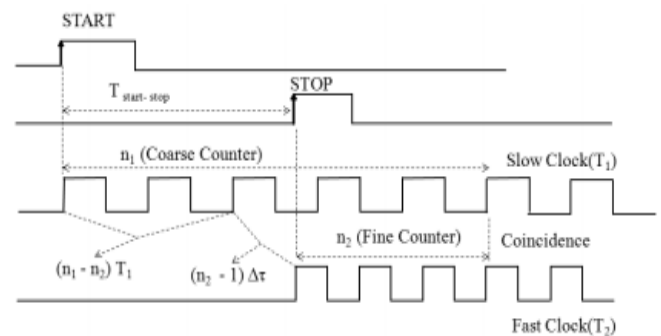 START
STOP
T start- stop
n₁ (Coarse Counter)
Slow Clock(T₁)
n₂ (Fine Counter)
Coincidence
(n₁ - n₂) T₁
(n₂ - 1) Δτ
Fast Clock(T₂)